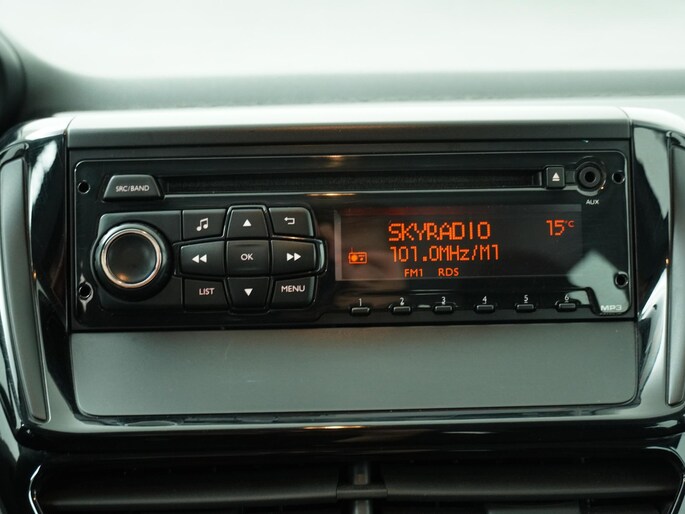 SRC/BAND
AUX
SKYRADIO 15°C
101.0MHz/M1
FM1 RDS
OK
LIST
MENU
1 2 3 4 5 6
MP3